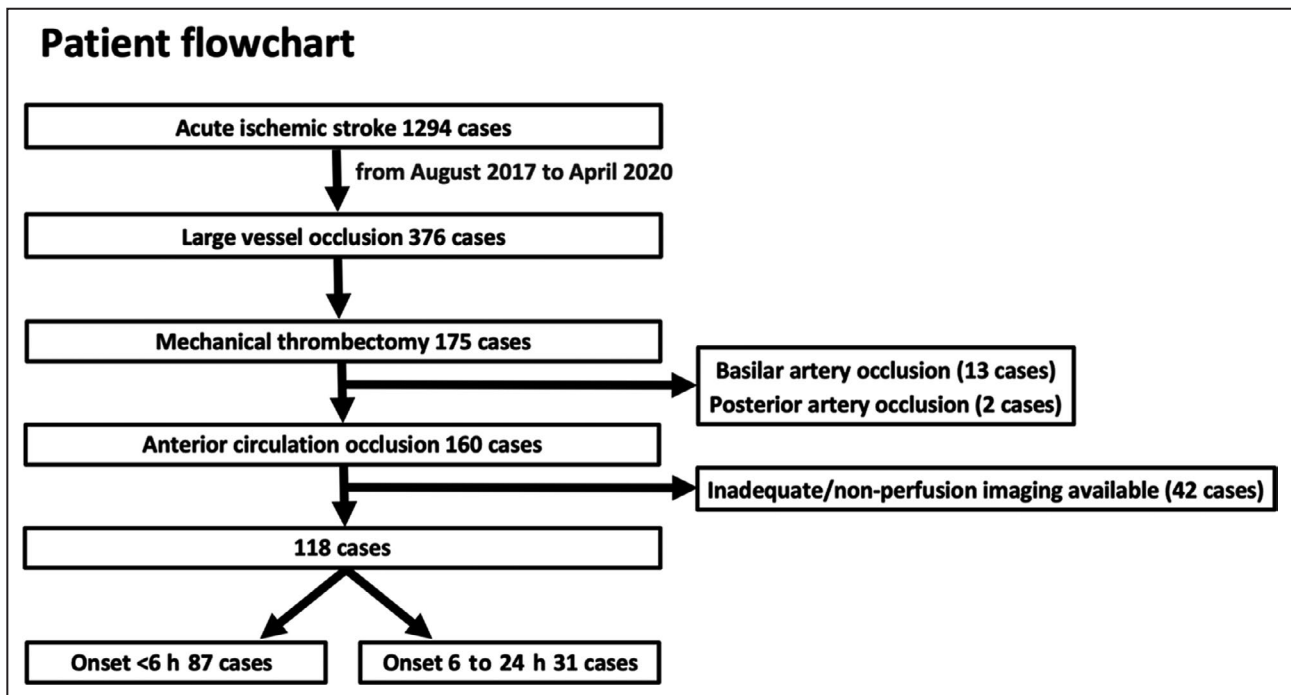 Patient flowchart
Acute ischemic stroke 1294 cases
from August 2017 to April 2020
Large vessel occlusion 376 cases
Mechanical thrombectomy 175 cases
Basilar artery occlusion (13 cases)
Posterior artery occlusion (2 cases)
Anterior circulation occlusion 160 cases
Inadequate/non-perfusion imaging available (42 cases)
118 cases
Onset <6 h 87 cases
Onset 6 to 24 h 31 cases